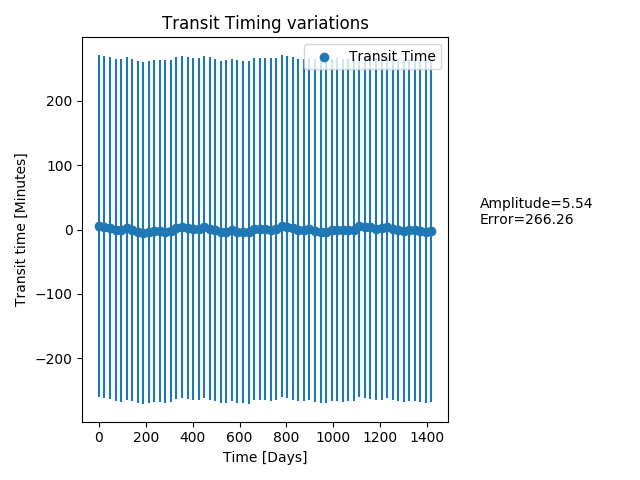 Transit Timing variations
Transit Time
Transit time [Minutes]
200
100
0
−100
−200
0
200
400
600
800
1000
1200
1400
Time [Days]
Amplitude=5.54
Error=266.26